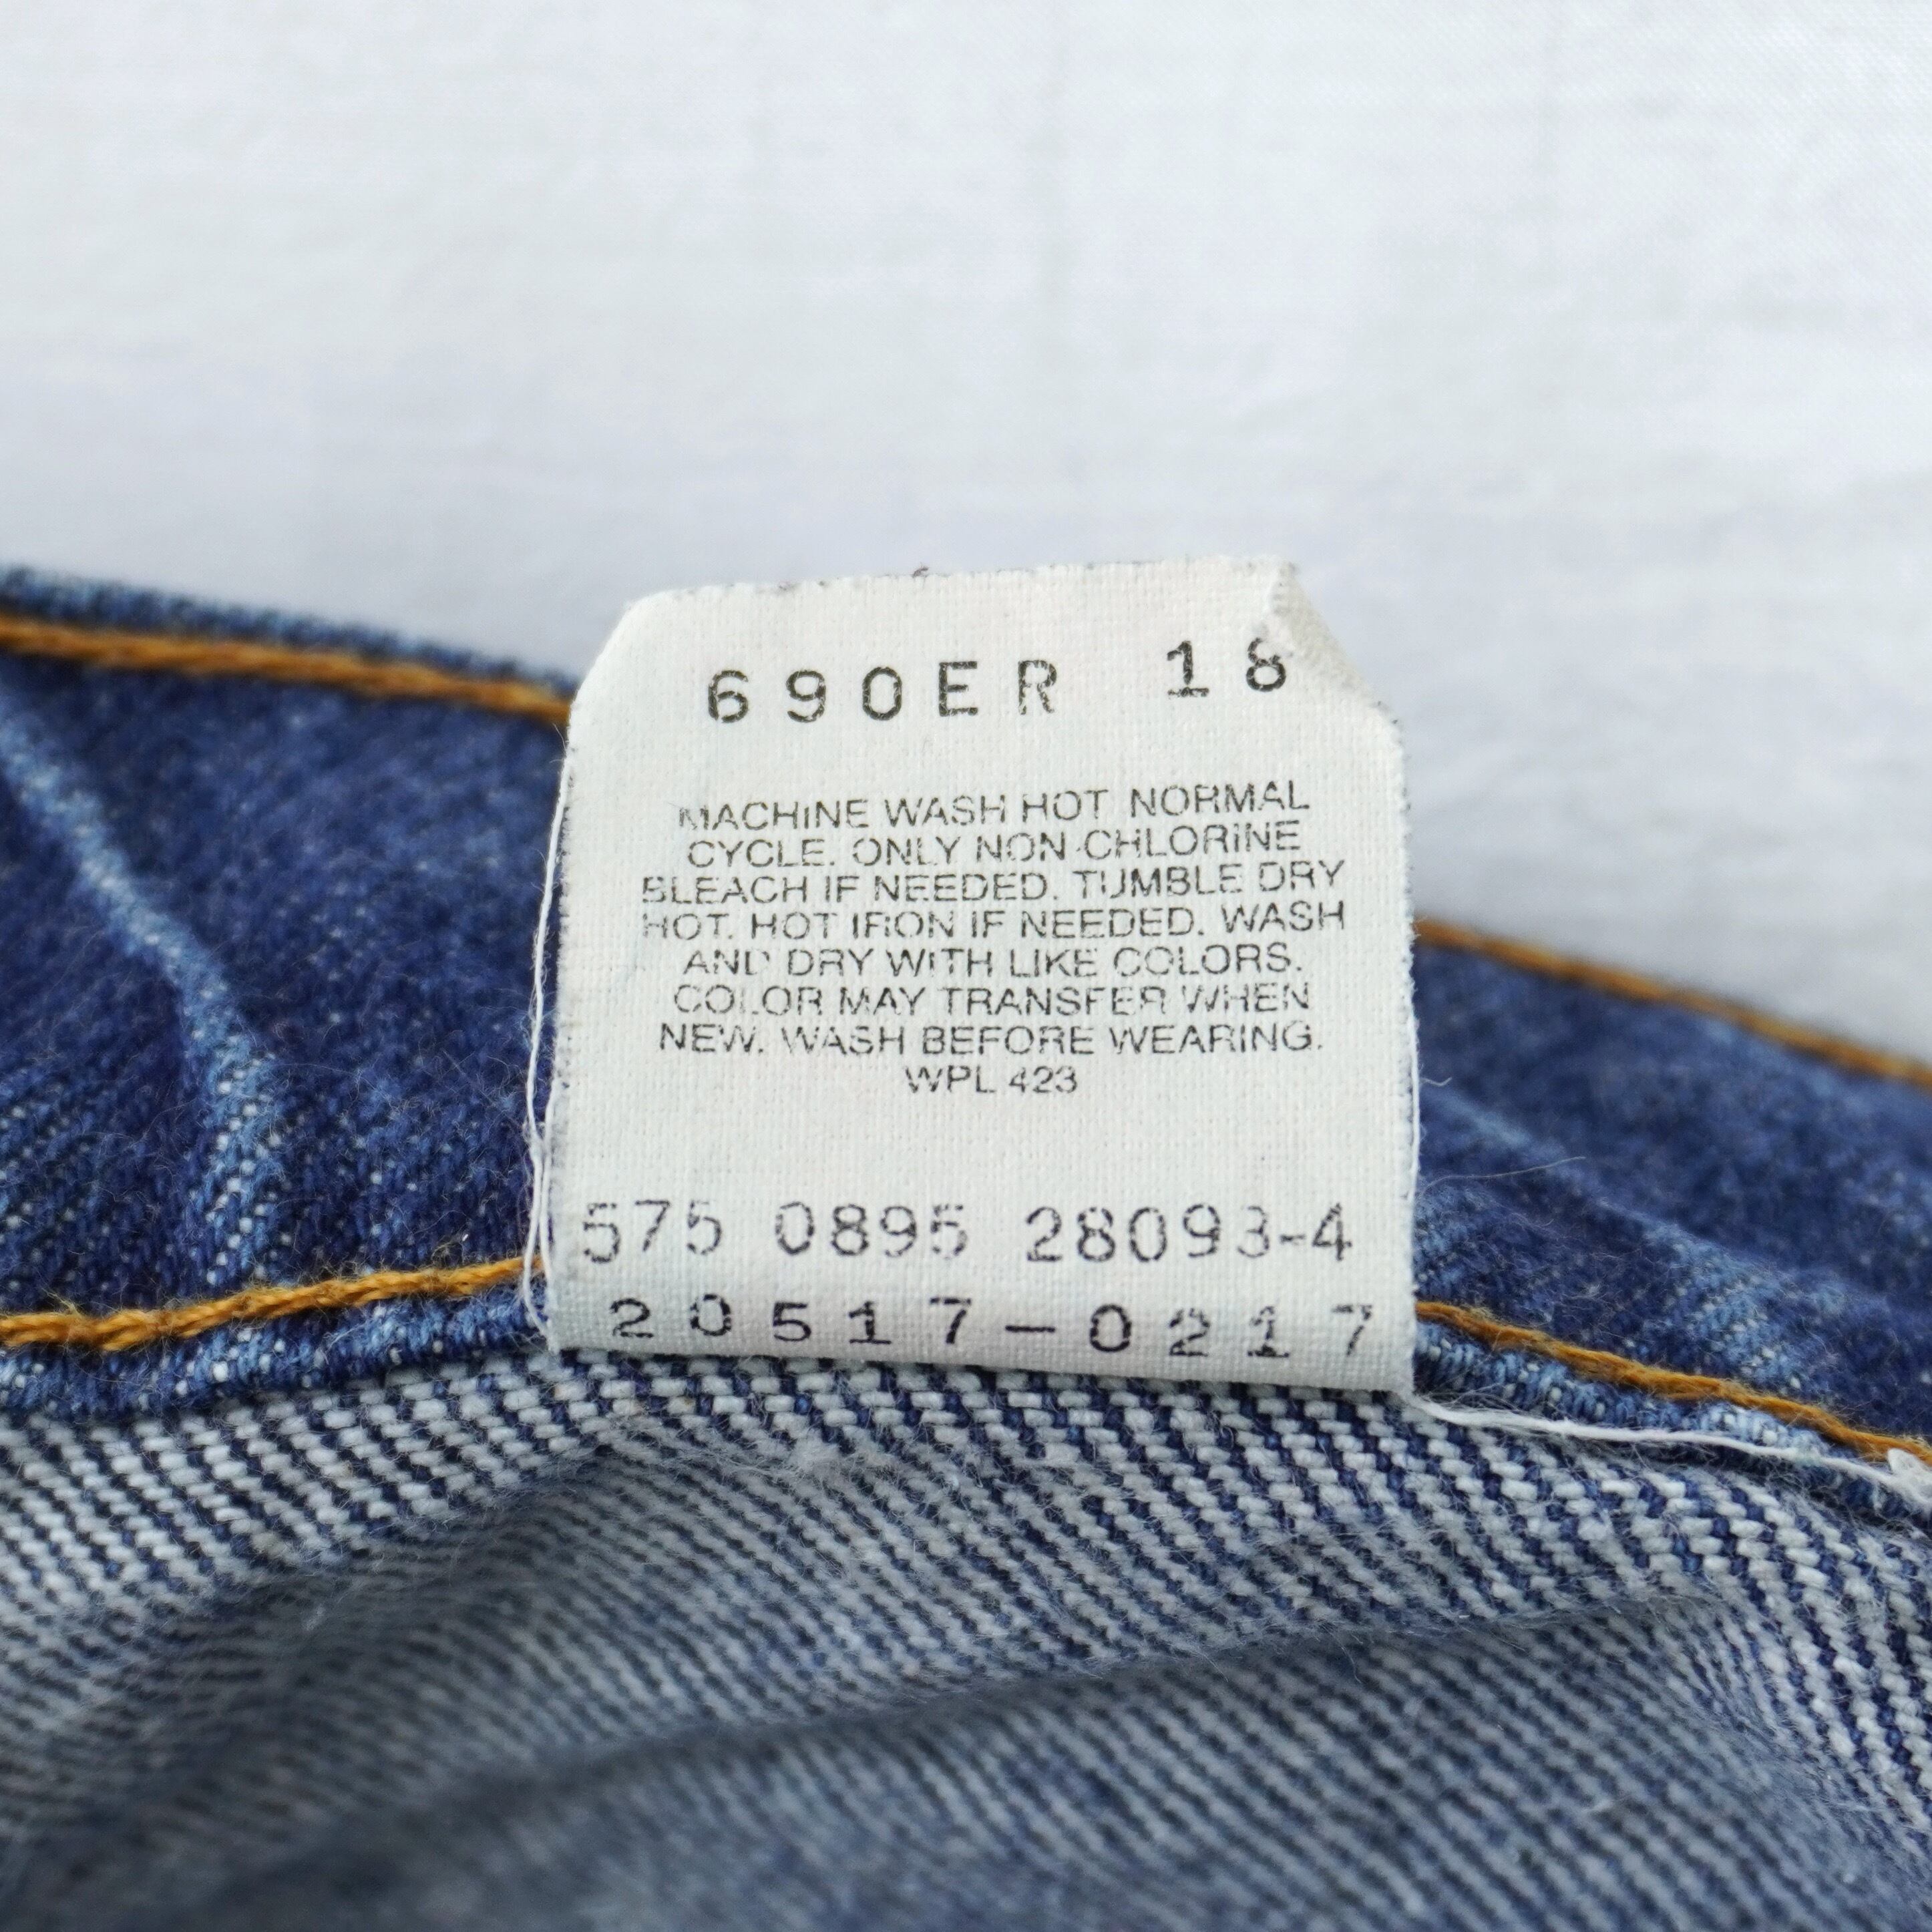 690ER 18
MACHINE WASH HOT NORMAL
CYCLE. ONLY NON-CHLORINE
BLEACH IF NEEDED. TUMBLE DRY
HOT. HOT IRON IF NEEDED. WASH
AND DRY WITH LIKE COLORS.
COLOR MAY TRANSFER WHEN
NEW. WASH BEFORE WEARING.
WPL 423
575 0895 28093-4
20517-0217